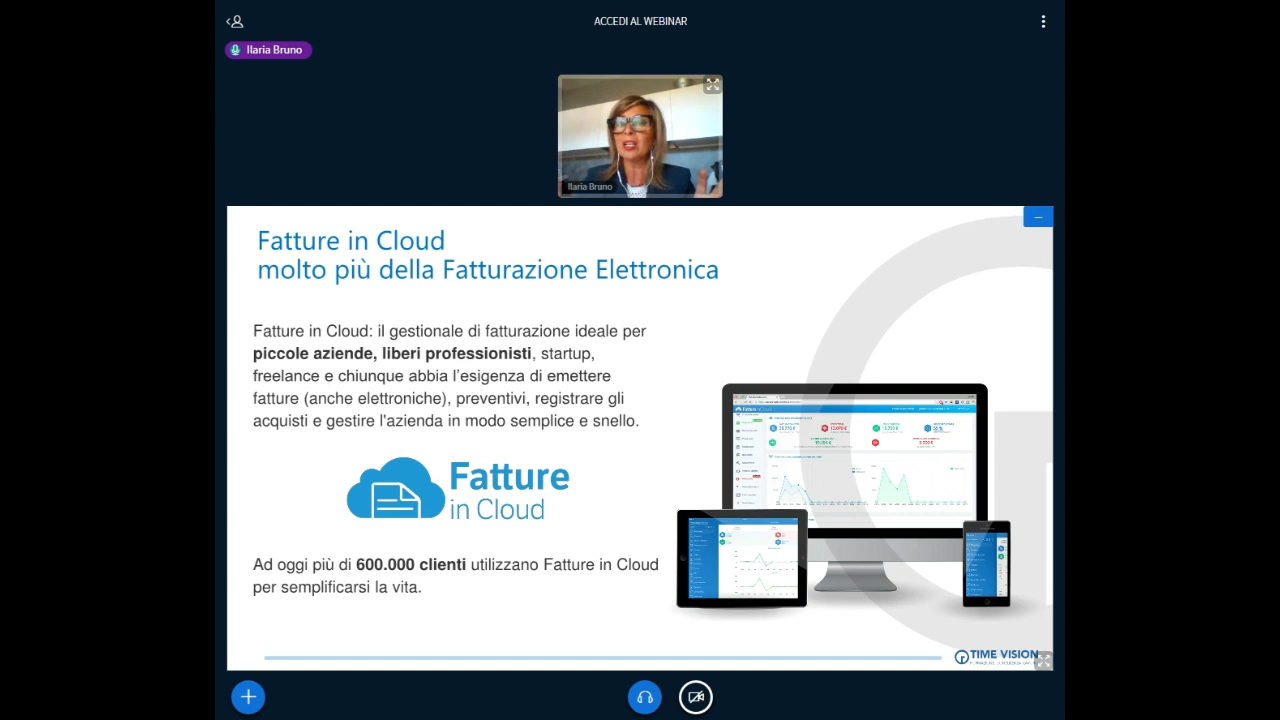 ACCEDI AL WEBINAR
Ilaria Bruno
Ilaria Bruno
Fatture in Cloud
molto più della Fatturazione Elettronica
Fatture in Cloud: il gestionale di fatturazione ideale per
piccole aziende, liberi professionisti, startup,
freelance e chiunque abbia l'esigenza di emettere
fatture (anche elettroniche), preventivi, registrare gli
acquisti e gestire l'azienda in modo semplice e snello.
Fatture
in Cloud
Ad oggi più di 600.000 clienti utilizzano Fatture in Cloud
per semplificarsi la vita.
Fatture in Cloud
TIME VISION